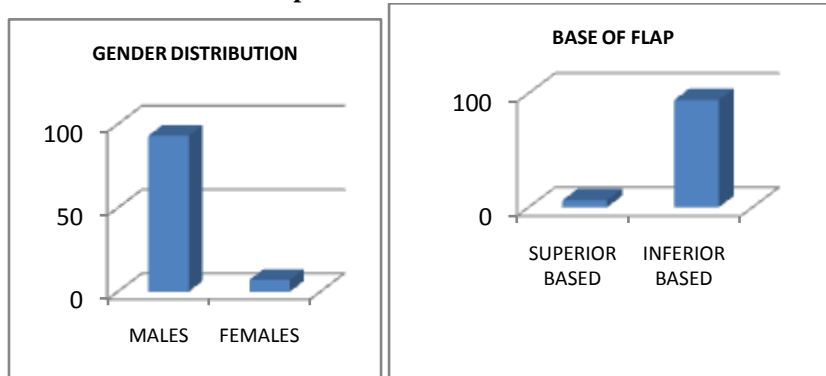 GENDER DISTRIBUTION
100
50
0
MALES FEMALES
BASE OF FLAP
100
0
SUPERIOR INFERIOR
BASED BASED